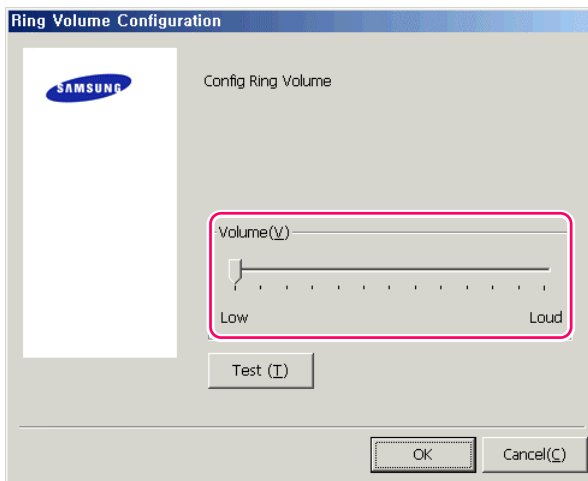 Ring Volume Configuration
SAMSUNG
Config Ring Volume
Volume(V)
Low Loud
Test (T)
OK Cancel(C)